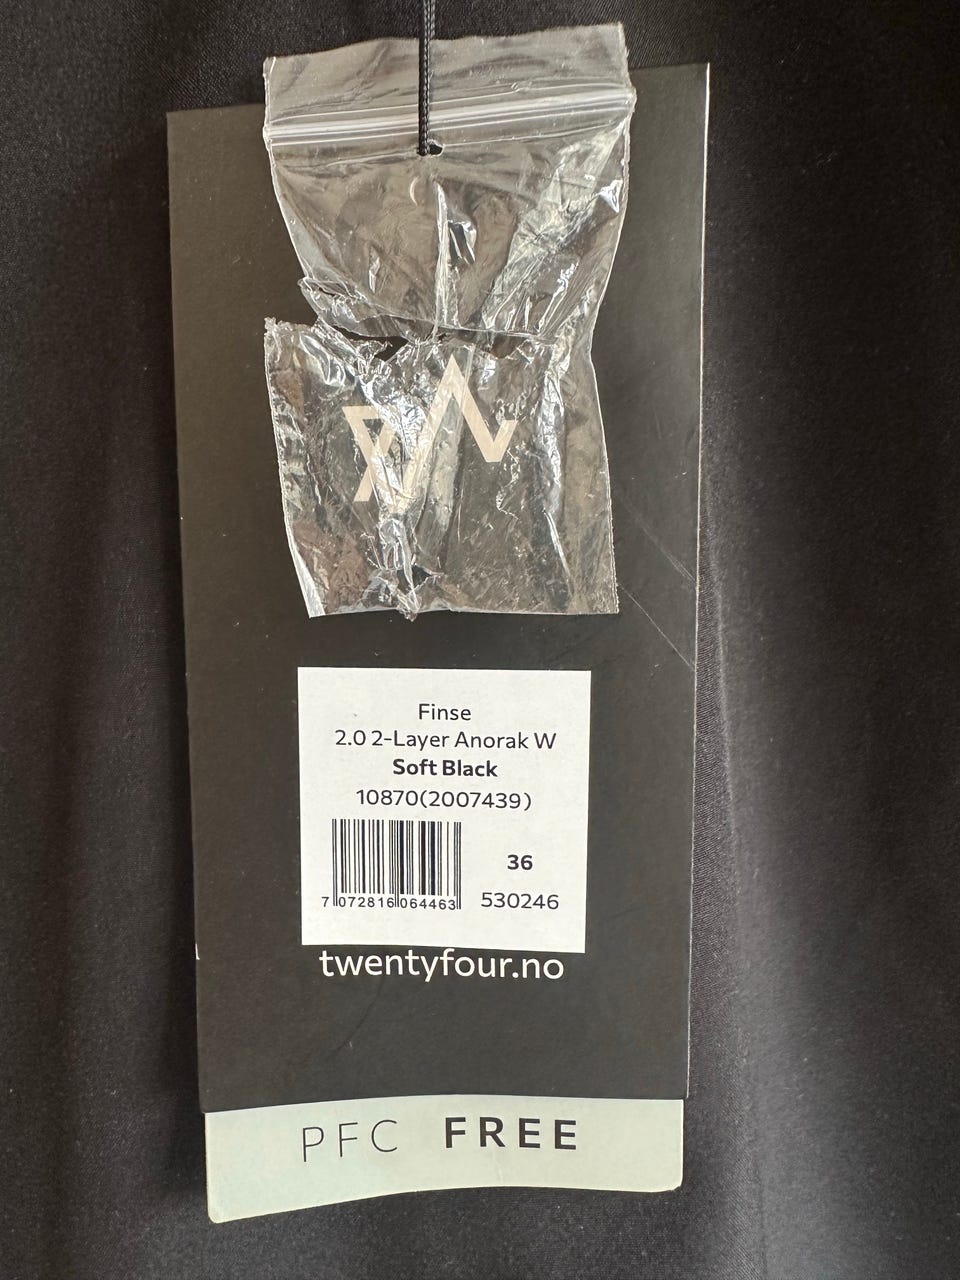 Finse
2.0 2-Layer Anorak W
Soft Black
10870(2007439)
36
7 072816 064463
530246
twentyfour.no
PFC FREE